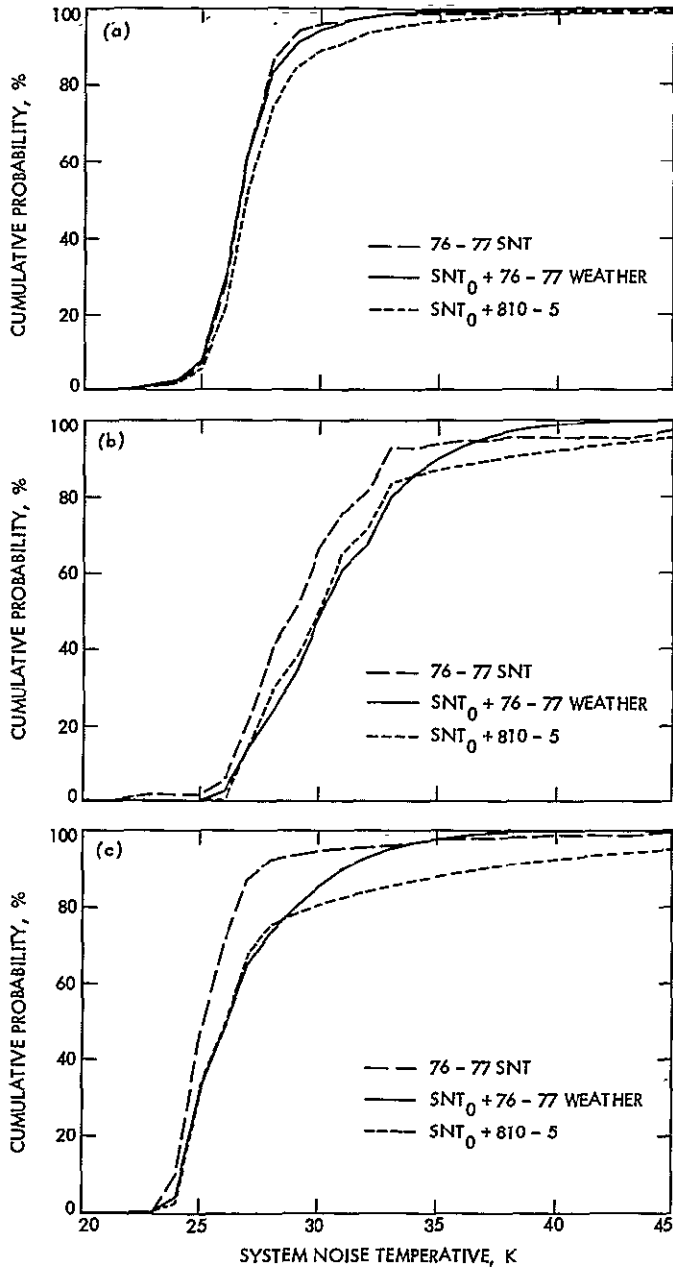 100
(a)
80
60
40
20
0
CUMULATIVE PROBABILITY, %
76 - 77 SNT
SNT0 + 76 - 77 WEATHER
SNT0 + 810 - 5
100
(b)
80
60
40
20
0
CUMULATIVE PROBABILITY, %
76 - 77 SNT
SNT0 + 76 - 77 WEATHER
SNT0 + 810 - 5
100
(c)
80
60
40
20
0
CUMULATIVE PROBABILITY, %
76 - 77 SNT
SNT0 + 76 - 77 WEATHER
SNT0 + 810 - 5
20 25 30 35 40 45
SYSTEM NOISE TEMPERATIVE, K